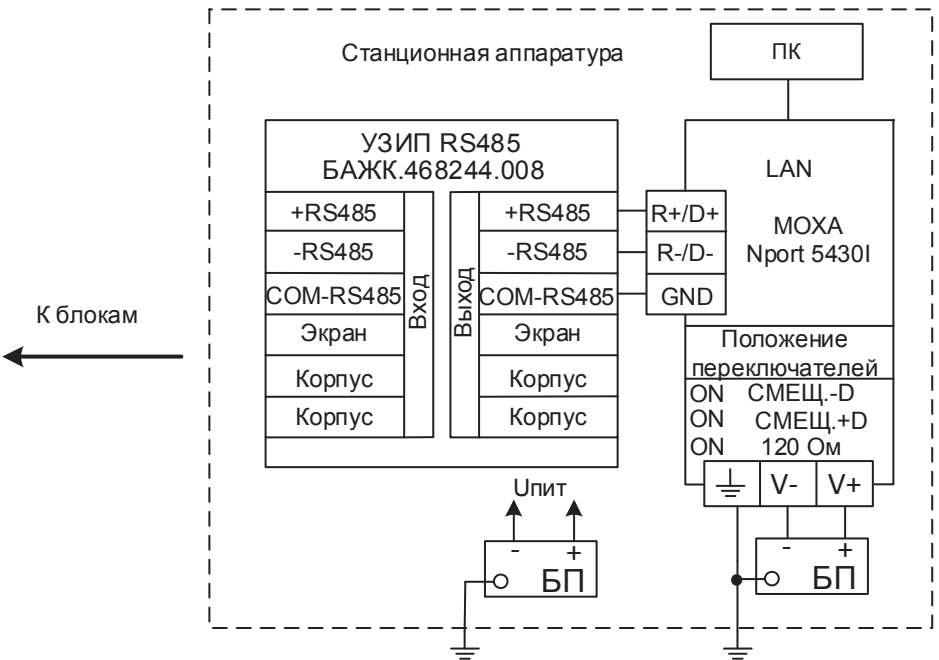 Станционная аппаратура
ПК
УЗИП RS485
БАЖК.468244.008
+RS485
-RS485
COM-RS485
Экран
Корпус
Корпус
Вход
Выход
+RS485
-RS485
COM-RS485
Экран
Корпус
Корпус
R+/D+
R-/D-
GND
LAN
MOXA
Nport 5430I
Положение
переключателей
ON СМЕЩ.-D
ON СМЕЩ.+D
ON 120 Ом
V-
V+
К блокам
Uпит
- +
БП
- +
БП